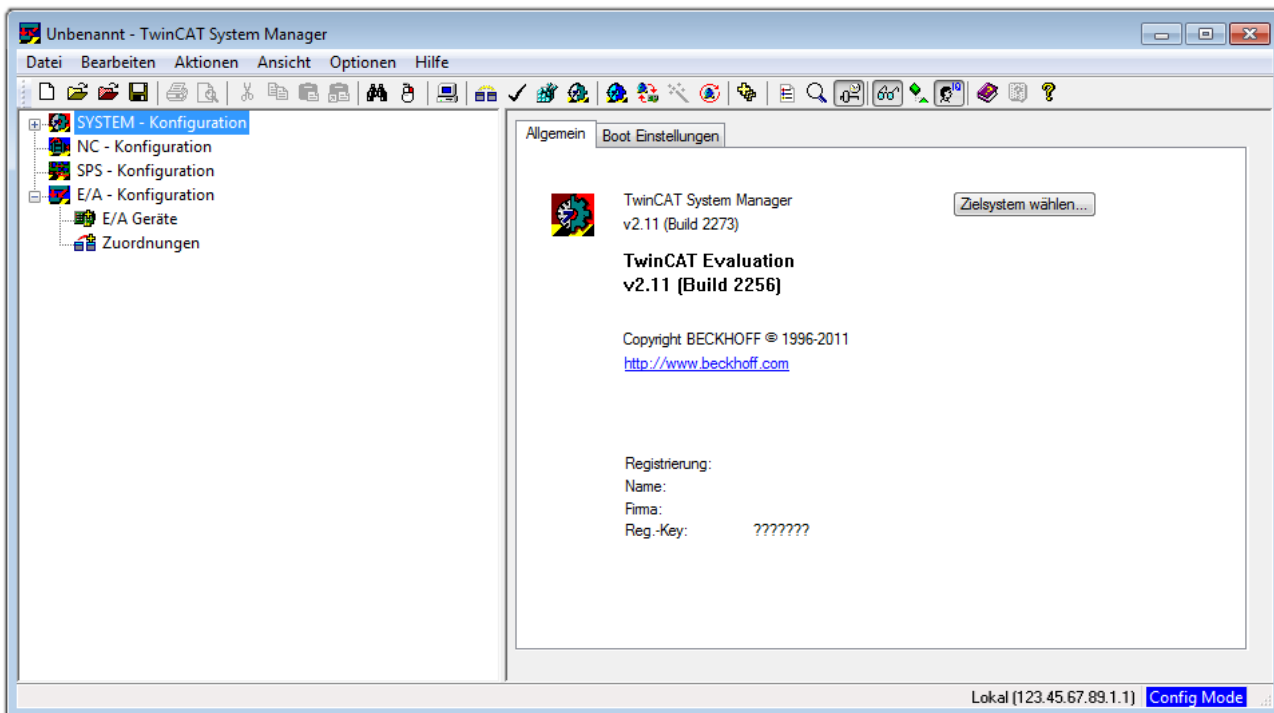 Unbenannt - TwinCAT System Manager
Datei Bearbeiten Aktionen Ansicht Optionen Hilfe
SYSTEM - Konfiguration
NC - Konfiguration
SPS - Konfiguration
E/A - Konfiguration
E/A Geräte
Zuordnungen
Allgemein
Boot Einstellungen
TwinCAT System Manager
v2.11 (Build 2273)
Zielsystem wählen...
TwinCAT Evaluation
v2.11 (Build 2256)
Copyright BECKHOFF © 1996-2011
http://www.beckhoff.com
Registrierung:
Name:
Firma:
Reg.-Key: ???????
Lokal (123.45.67.89.1.1) Config Mode